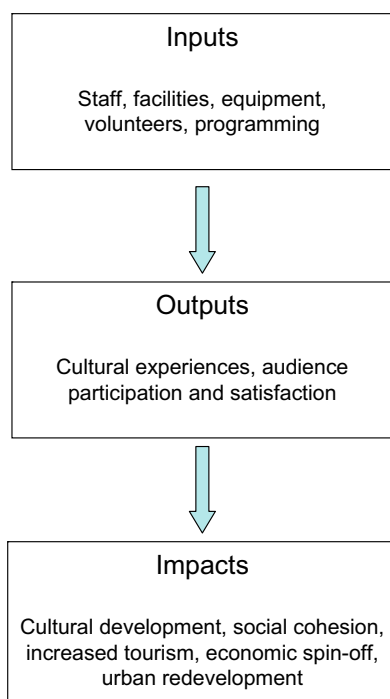 Inputs
Staff, facilities, equipment,
volunteers, programming
Outputs
Cultural experiences, audience
participation and satisfaction
Impacts
Cultural development, social cohesion,
increased tourism, economic spin-off,
urban redevelopment